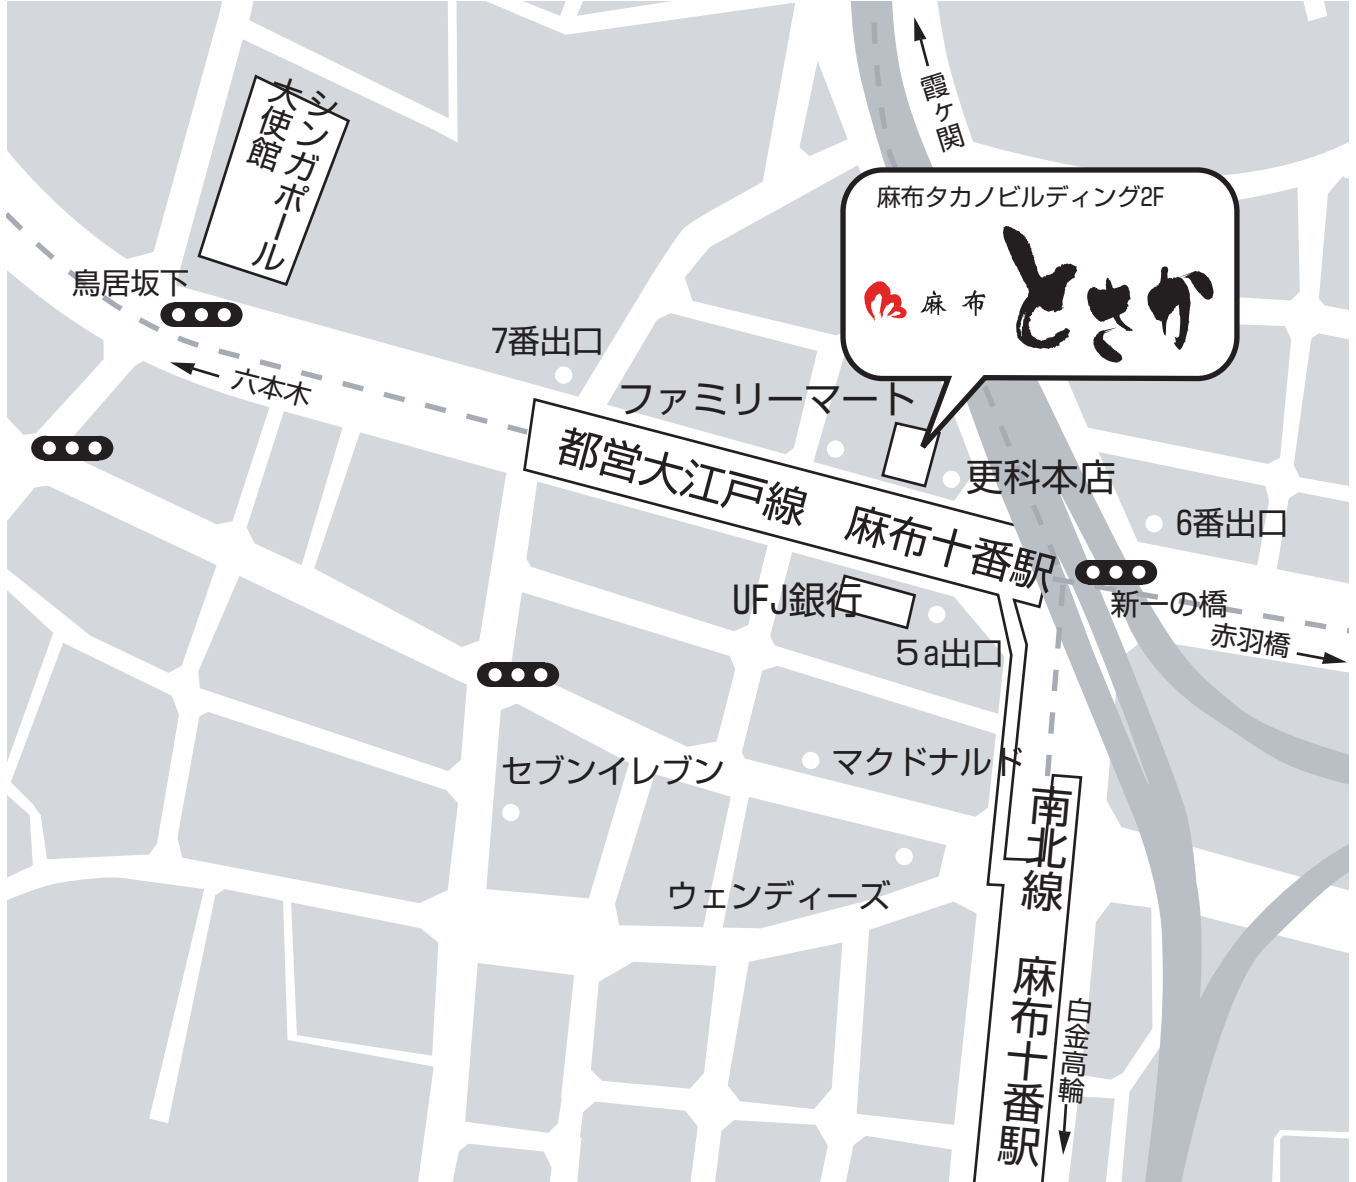 霞ヶ関
麻布タカノビルディング2F
麻布
とさか
シンガポール
大使館
鳥居坂下
六本木
7番出口
ファミリーマート
都営大江戸線　麻布十番駅
更科本店
6番出口
新一の橋
赤羽橋
UFJ銀行
５a出口
セブンイレブン
マクドナルド
ウェンディーズ
南北線　麻布十番駅
白金高輪